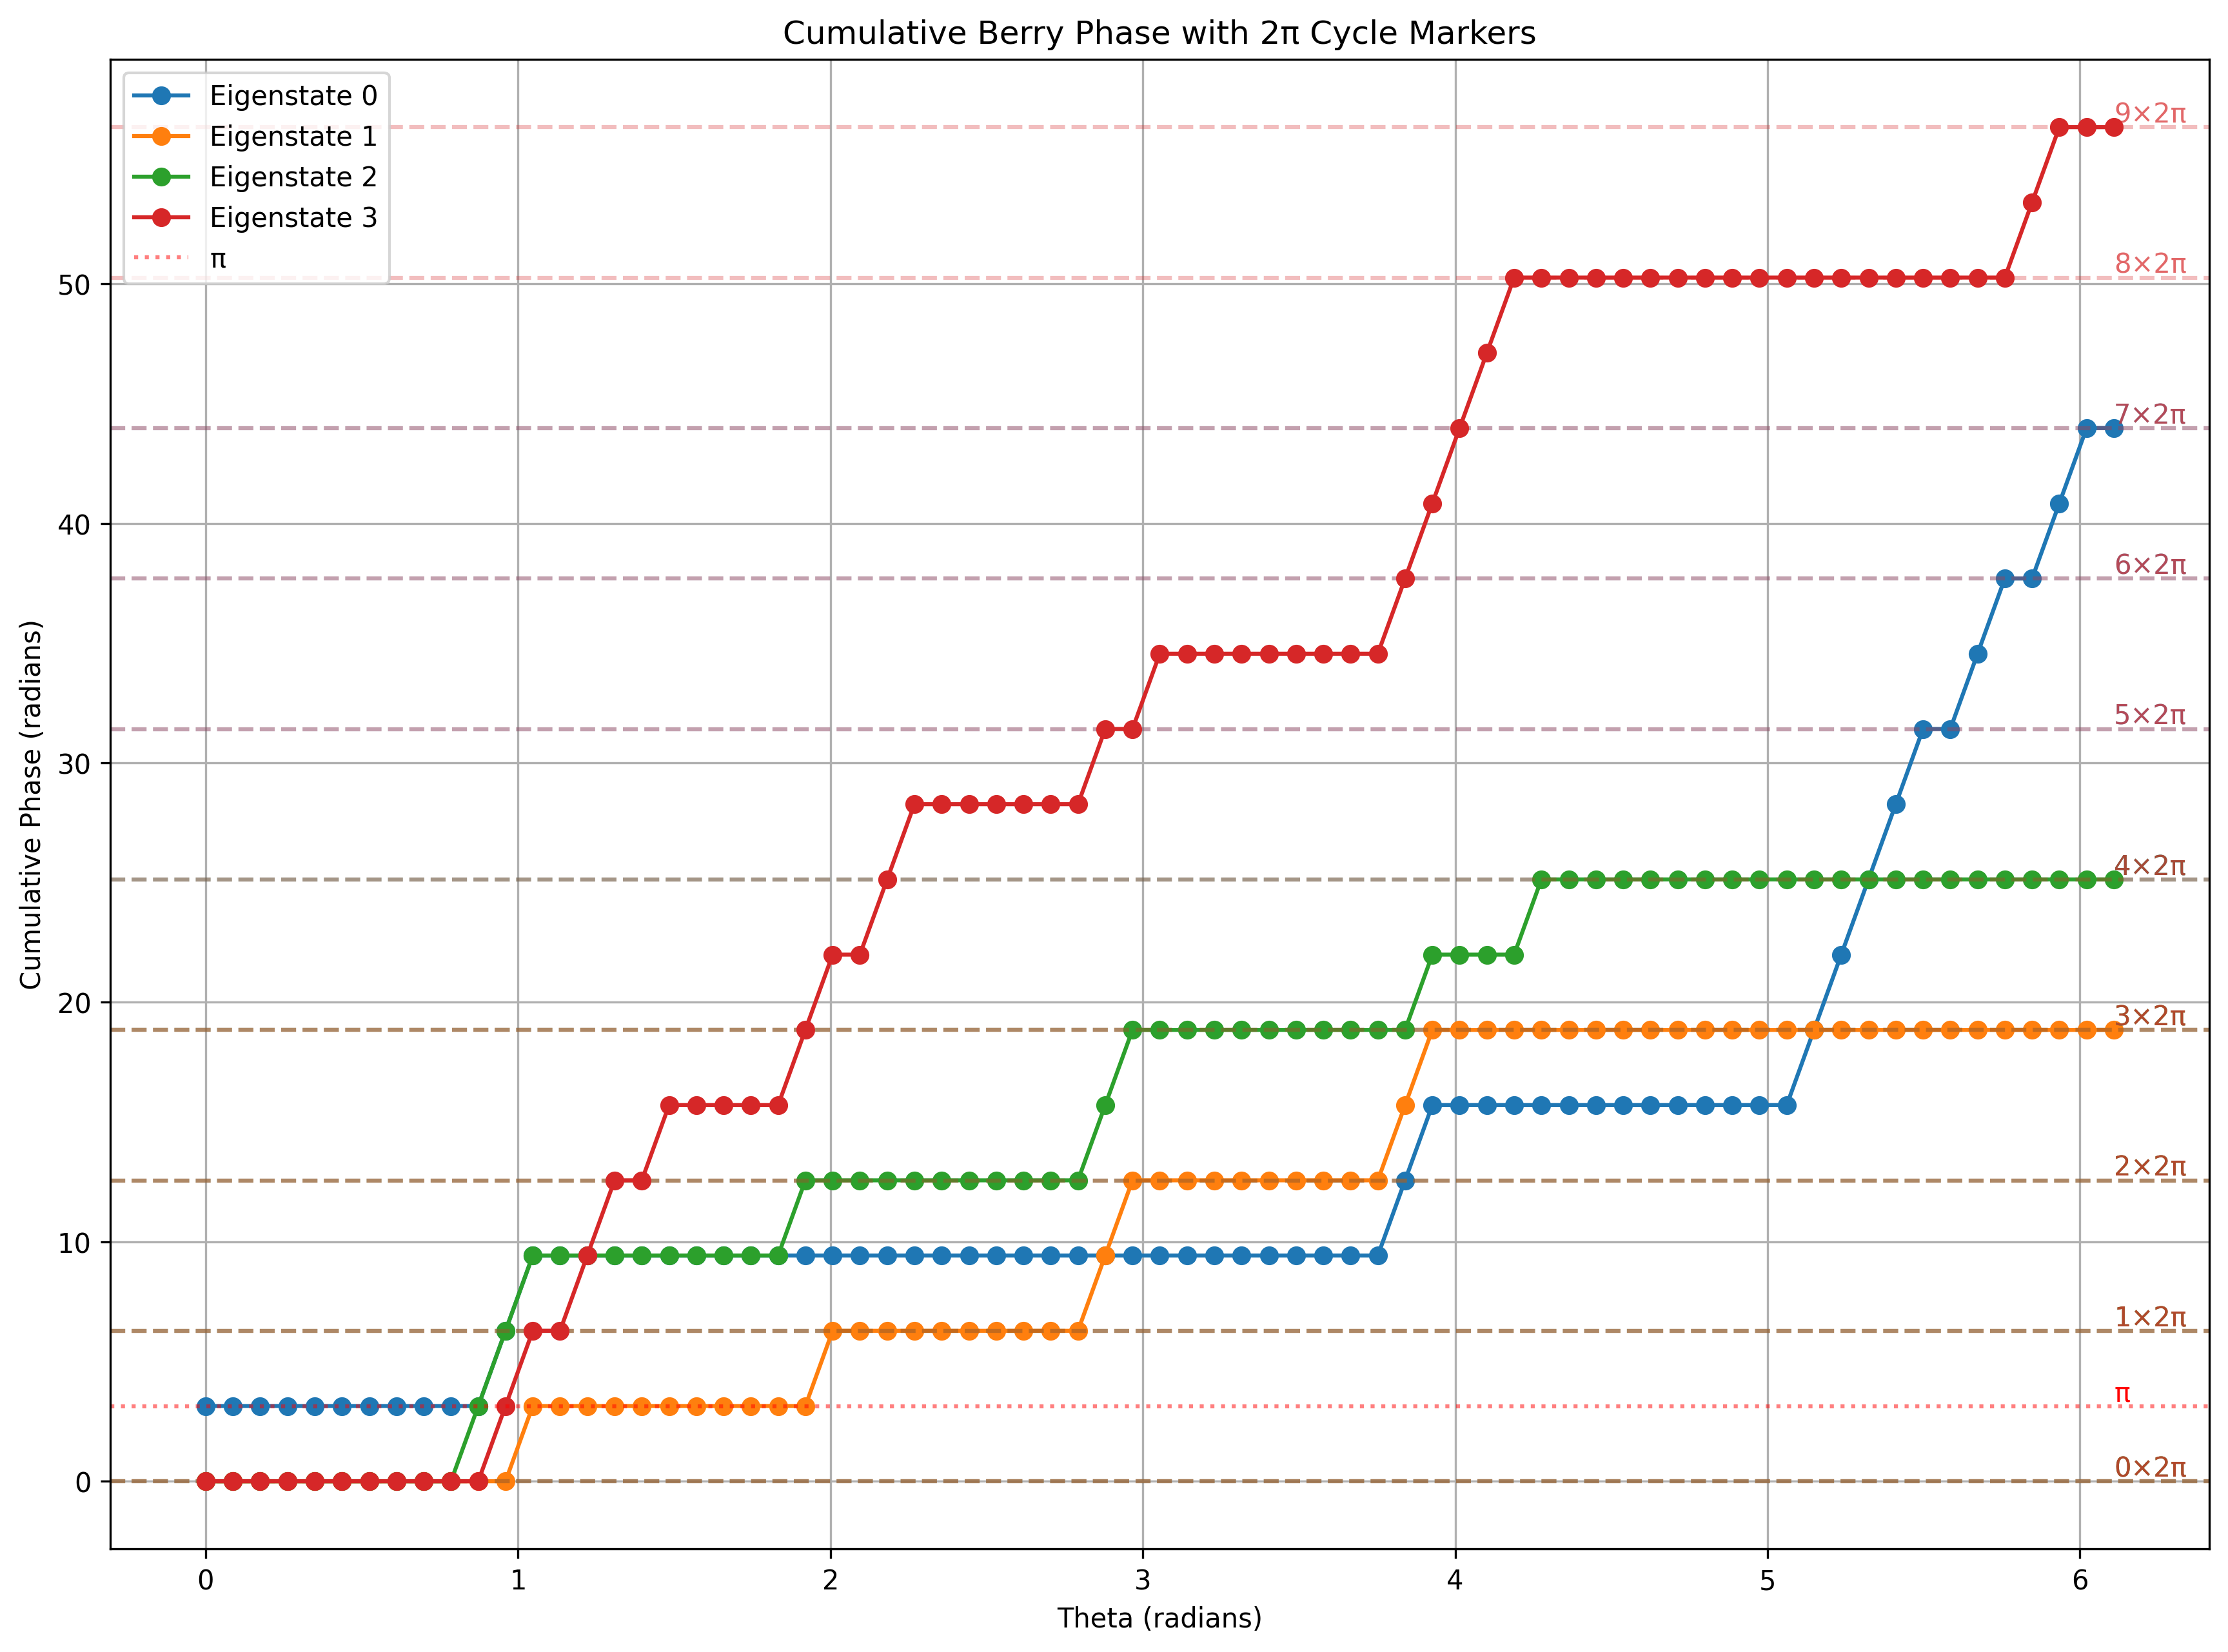 Cumulative Berry Phase with 2π Cycle Markers
Eigenstate 0
Eigenstate 1
Eigenstate 2
Eigenstate 3
π
9×2π
8×2π
7×2π
6×2π
5×2π
4×2π
3×2π
2×2π
1×2π
π
0×2π
50
40
30
20
10
0
Cumulative Phase (radians)
0 1 2 3 4 5 6
Theta (radians)